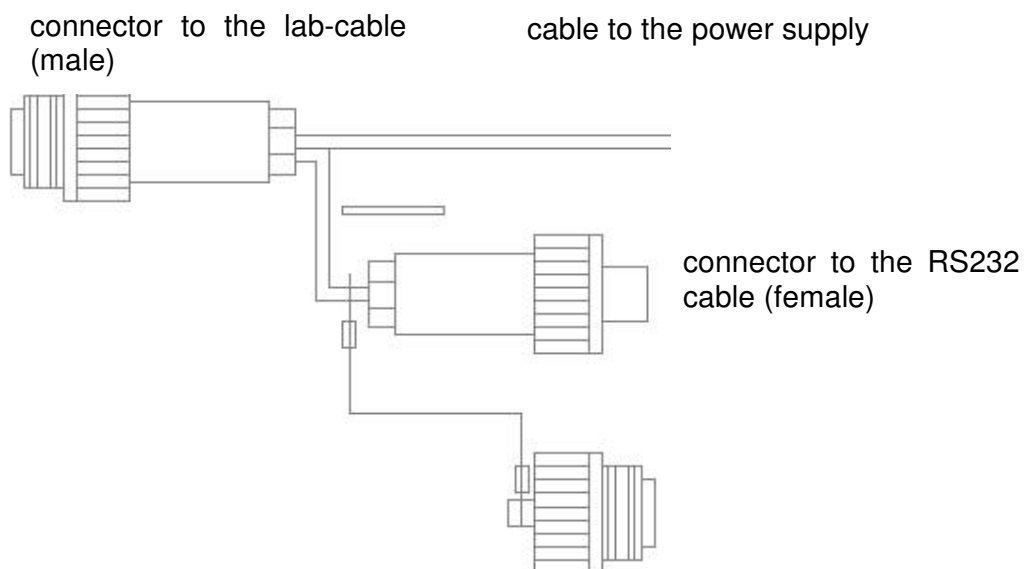 connector to the lab-cable
(male)
cable to the power supply
connector to the RS232
cable (female)